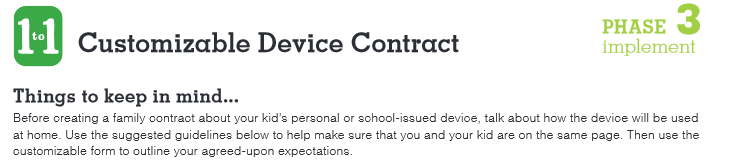 1to1
Customizable Device Contract
PHASE 3
implement
Things to keep in mind...
Before creating a family contract about your kid's personal or school-issued device, talk about how the device will be used
at home. Use the suggested guidelines below to help make sure that you and your kid are on the same page. Then use the
customizable form to outline your agreed-upon expectations.